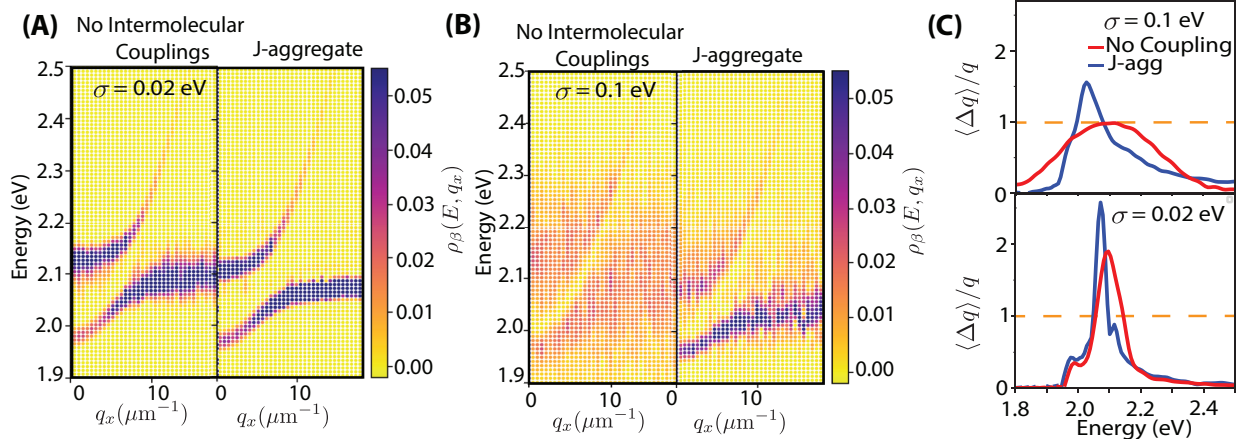 (A)
No Intermolecular
Couplings
J-aggregate
σ = 0.02 eV
2.5
2.4
2.3
2.2
2.1
2.0
1.9
Energy (eV)
0
10
0
10
q_x(μm⁻¹)
q_x(μm⁻¹)
0.05
0.04
0.03
0.02
0.01
0.00
ρ_β(E, q_x)
(B)
No Intermolecular
Couplings
J-aggregate
σ = 0.1 eV
2.5
2.4
2.3
2.2
2.1
2.0
1.9
Energy (eV)
0
10
0
10
q_x(μm⁻¹)
q_x(μm⁻¹)
0.05
0.04
0.03
0.02
0.01
0.00
ρ_β(E, q_x)
(C)
σ = 0.1 eV
No Coupling
J-agg
2
1
0
⟨Δq⟩/q
σ = 0.02 eV
2
1
0
⟨Δq⟩/q
1.8
2.0
2.2
2.4
Energy (eV)